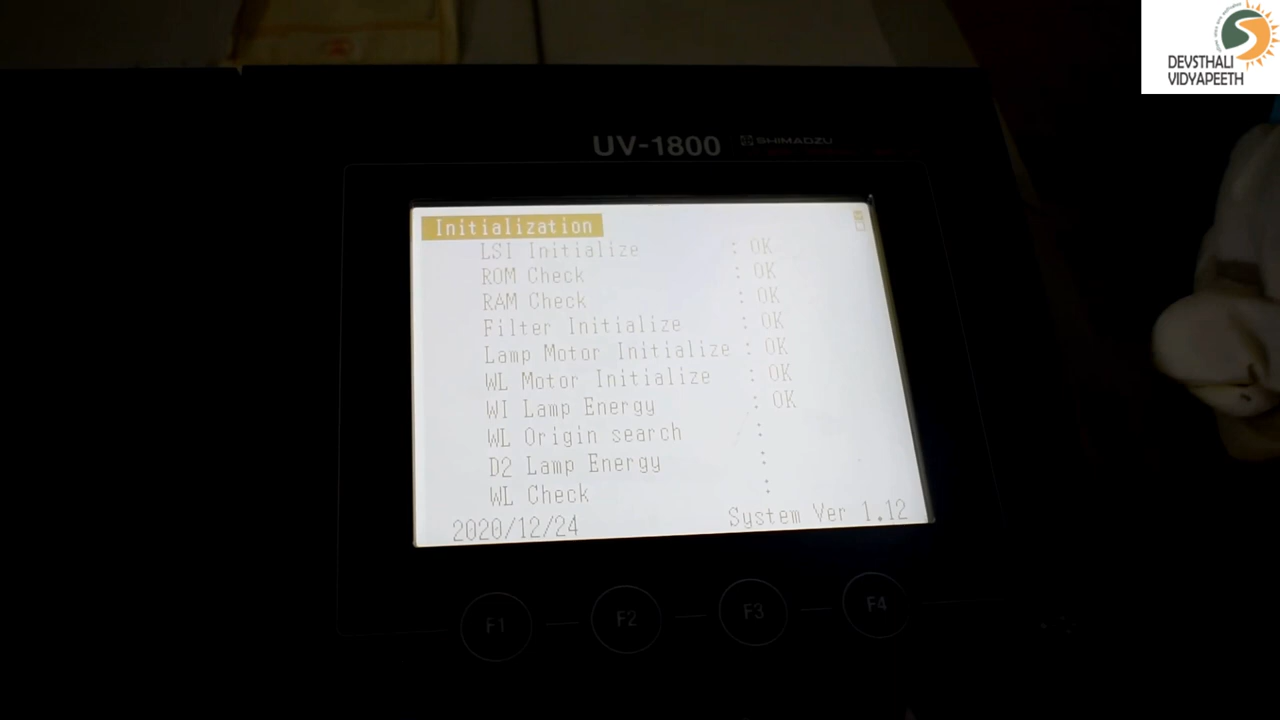 DEVSTHALI
VIDYAPEETH
UV-1800 SHIMADZU
Initialization
LSI Initialize : OK
ROM Check : OK
RAM Check : OK
Filter Initialize : OK
Lamp Motor Initialize : OK
WL Motor Initialize : OK
WI Lamp Energy : OK
WL Origin search :
D2 Lamp Energy :
WL Check :
2020/12/24 System Ver 1.12
F1 F2 F3 F4